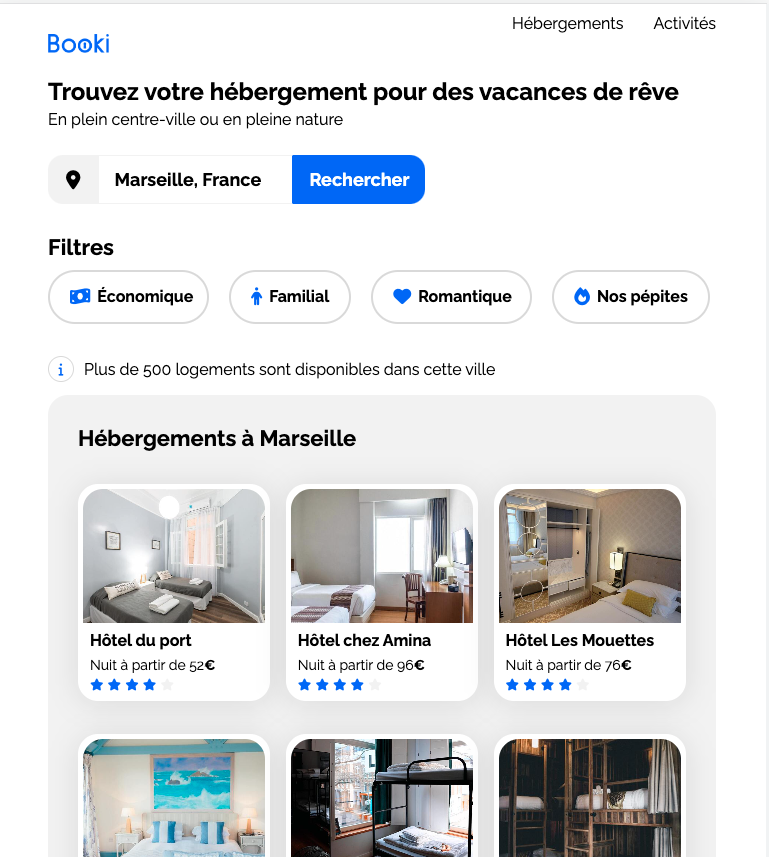 Hébergements Activités
Booki
Trouvez votre hébergement pour des vacances de rêve
En plein centre-ville ou en pleine nature
Marseille, France Rechercher
Filtres
Économique Familial Romantique Nos pépites
Plus de 500 logements sont disponibles dans cette ville
Hébergements à Marseille
Hôtel du port Hôtel chez Amina Hôtel Les Mouettes
Nuit à partir de 52€ Nuit à partir de 96€ Nuit à partir de 76€